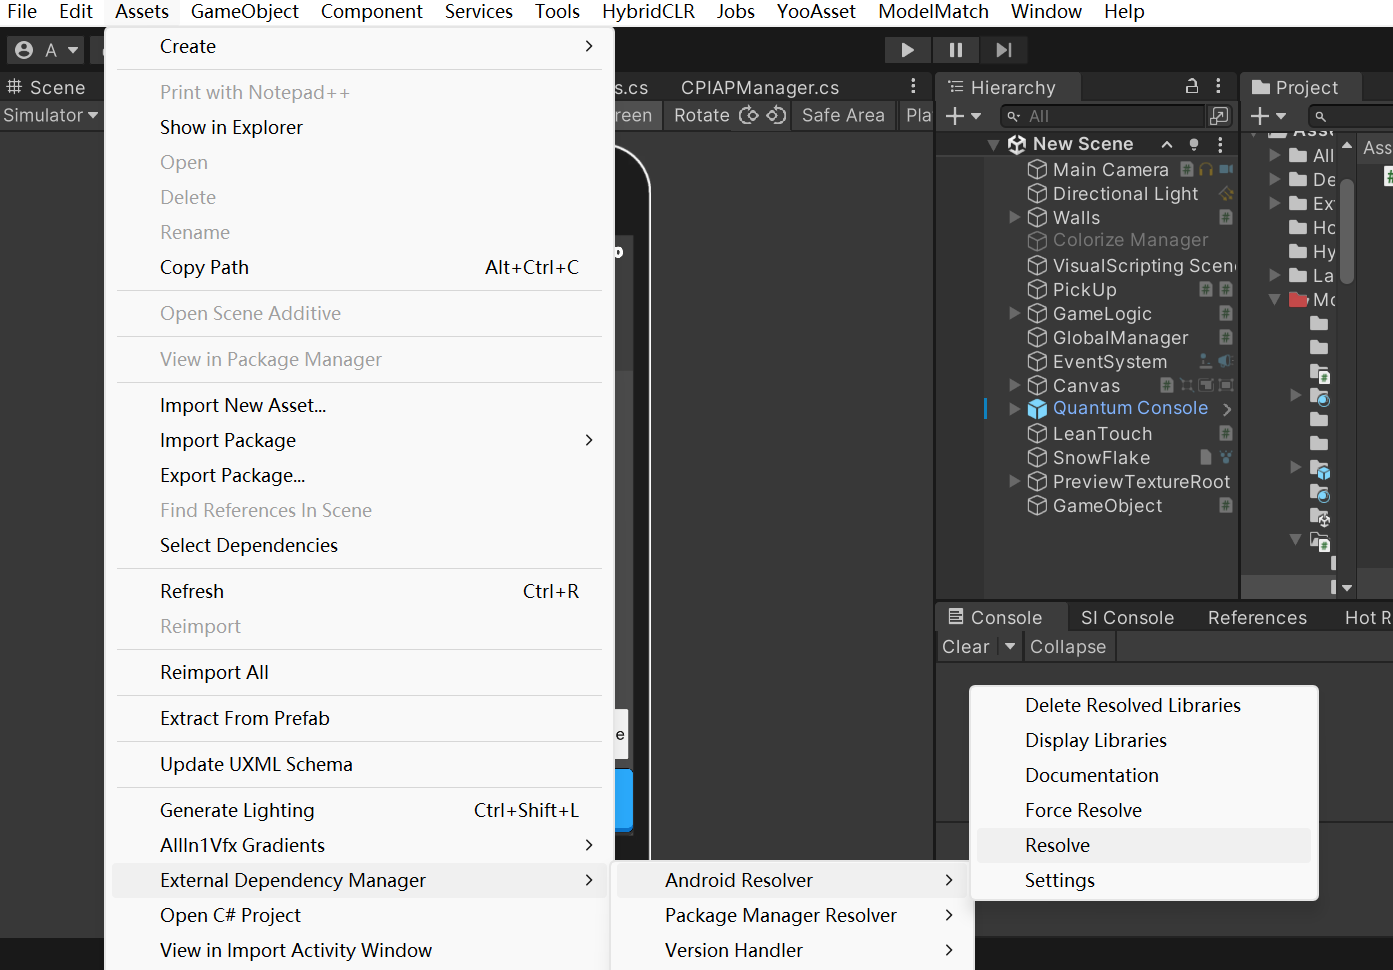 File Edit Assets GameObject Component Services Tools HybridCLR Jobs YooAsset ModelMatch Window Help
A
Create
Print with Notepad++
Show in Explorer
Open
Delete
Rename
Copy Path Alt+Ctrl+C
Open Scene Additive
View in Package Manager
Import New Asset...
Import Package
Export Package...
Find References In Scene
Select Dependencies
Refresh Ctrl+R
Reimport
Reimport All
Extract From Prefab
Update UXML Schema
Generate Lighting Ctrl+Shift+L
AllIn1Vfx Gradients
External Dependency Manager
Open C# Project
View in Import Activity Window
Android Resolver
Package Manager Resolver
Version Handler
Delete Resolved Libraries
Display Libraries
Documentation
Force Resolve
Resolve
Settings
Scene
Simulator
s.cs CPIAPManager.cs
reen Rotate Safe Area Pla
e
Hierarchy
All
New Scene
Main Camera
Directional Light
Walls
Colorize Manager
VisualScripting Scen
PickUp
GameLogic
GlobalManager
EventSystem
Canvas
Quantum Console
LeanTouch
SnowFlake
PreviewTextureRoot
GameObject
Project
Ass
All
De
Ex
Ho
Hy
La
Mo
Console SI Console References Hot R
Clear Collapse